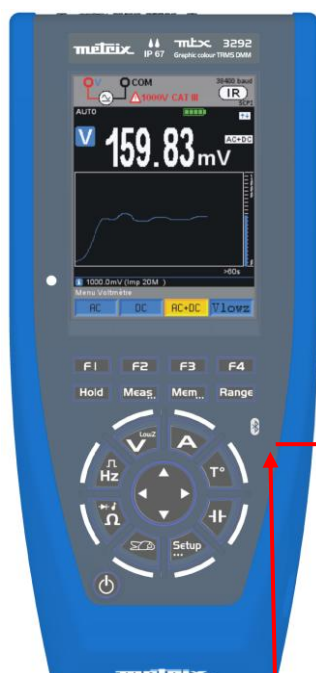 metrix IP 67 mtx 3292
Graphic colour TRMS DMM
V COM 38400 baud
1000V CAT III IR
SCPI
AUTO
V 159.83 mV AC+DC
>60s
1000.0mV (Imp 20M )
Menu Voltmètre
AC DC AC+DC VLowZ
F1 F2 F3 F4
Hold Meas... Mem... Range
V LowZ A
Hz T°
Ω
Setup
...
metrix